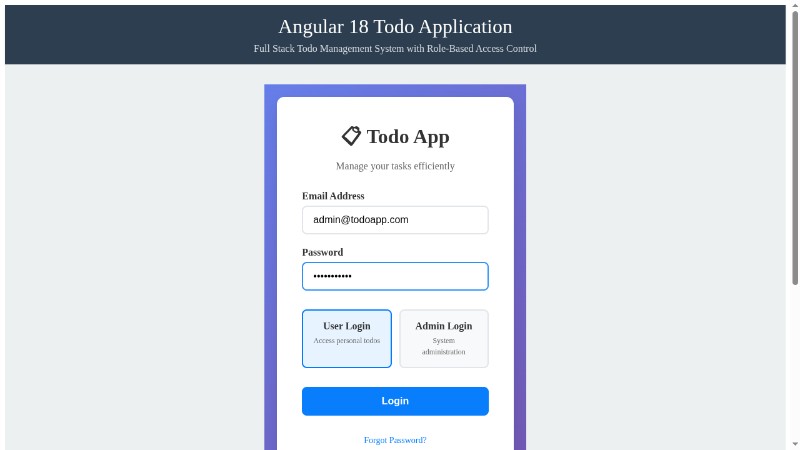 Angular 18 Todo Application
Full Stack Todo Management System with Role-Based Access Control
📋 Todo App
Manage your tasks efficiently
Email Address
admin@todoapp.com
Password
•••••••••••
User Login
Access personal todos
Admin Login
System
administration
Login
Forgot Password?